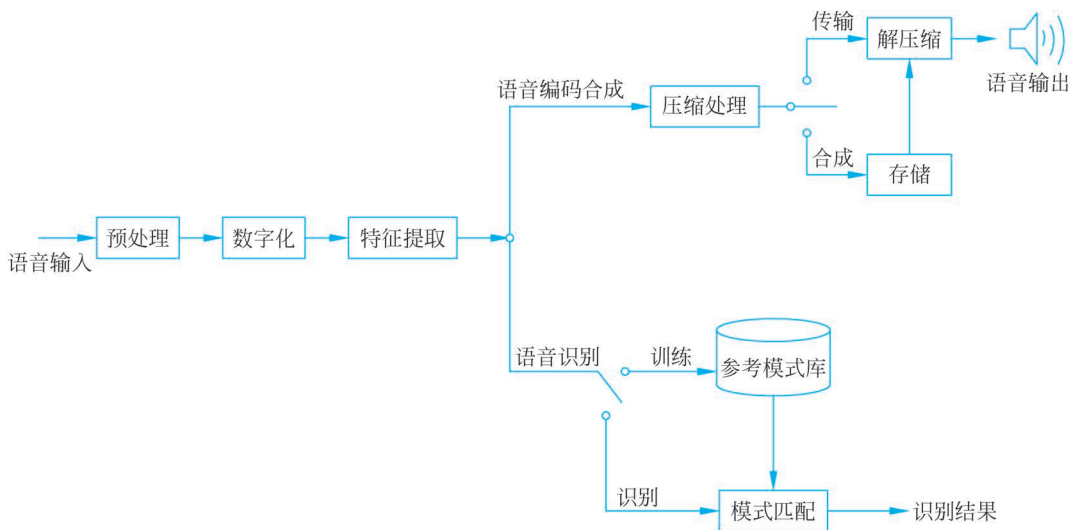 传输
解压缩
语音输出
语音编码合成
压缩处理
合成
存储
语音输入
预处理
数字化
特征提取
语音识别
训练
参考模式库
识别
模式匹配
识别结果